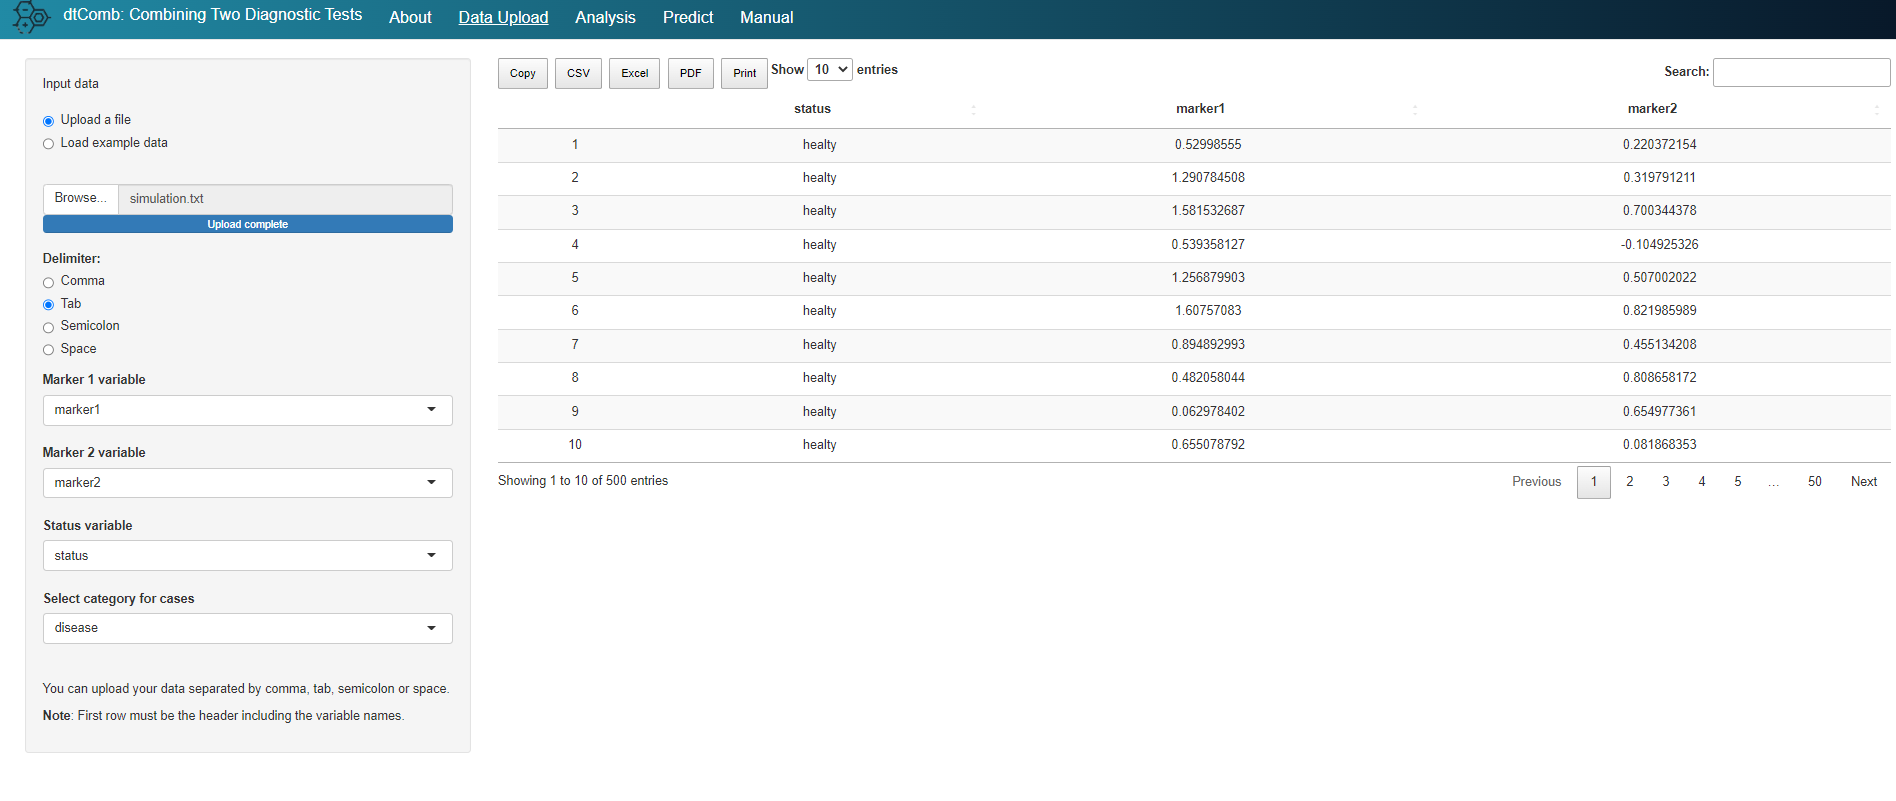 dtComb: Combining Two Diagnostic Tests About Data Upload Analysis Predict Manual
Input data
Upload a file
Load example data
Browse... simulation.txt
Upload complete
Delimiter:
Comma
Tab
Semicolon
Space
Marker 1 variable
marker1
Marker 2 variable
marker2
Status variable
status
Select category for cases
disease
You can upload your data separated by comma, tab, semicolon or space.
Note: First row must be the header including the variable names.
Copy CSV Excel PDF Print Show 10 entries Search:
status marker1 marker2
1 healty 0.52998555 0.220372154
2 healty 1.290784508 0.319791211
3 healty 1.581532687 0.700344378
4 healty 0.539358127 -0.104925326
5 healty 1.256879903 0.507002022
6 healty 1.60757083 0.821985989
7 healty 0.894892993 0.455134208
8 healty 0.482058044 0.808658172
9 healty 0.062978402 0.654977361
10 healty 0.655078792 0.081868353
Showing 1 to 10 of 500 entries Previous 1 2 3 4 5 … 50 Next